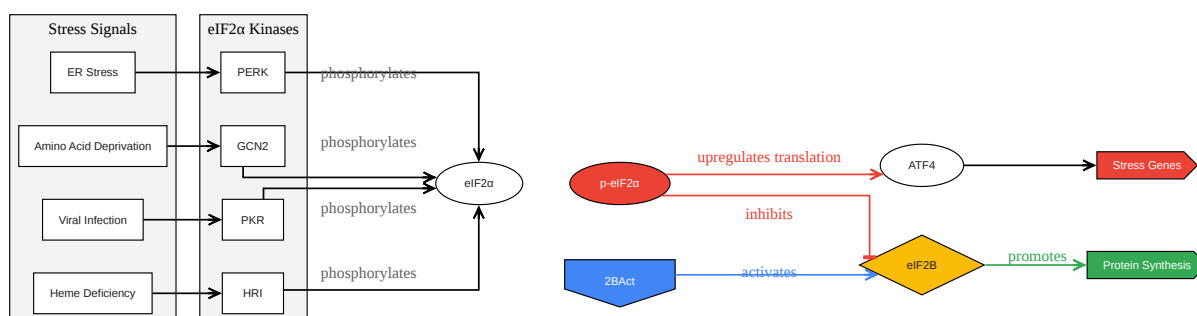 Stress Signals
eIF2α Kinases
ER Stress
PERK
phosphorylates
Amino Acid Deprivation
GCN2
phosphorylates
eIF2α
Viral Infection
PKR
phosphorylates
Heme Deficiency
HRI
phosphorylates
p-eIF2α
upregulates translation
ATF4
Stress Genes
inhibits
2BAct
activates
eIF2B
promotes
Protein Synthesis